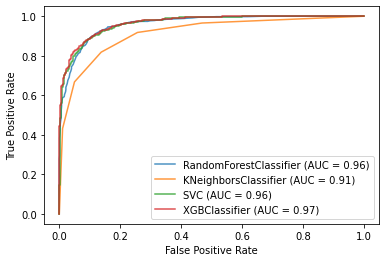 1.0
0.8
0.6
0.4
0.2
0.0
True Positive Rate
RandomForestClassifier (AUC = 0.96)
KNeighborsClassifier (AUC = 0.91)
SVC (AUC = 0.96)
XGBClassifier (AUC = 0.97)
0.0 0.2 0.4 0.6 0.8 1.0
False Positive Rate